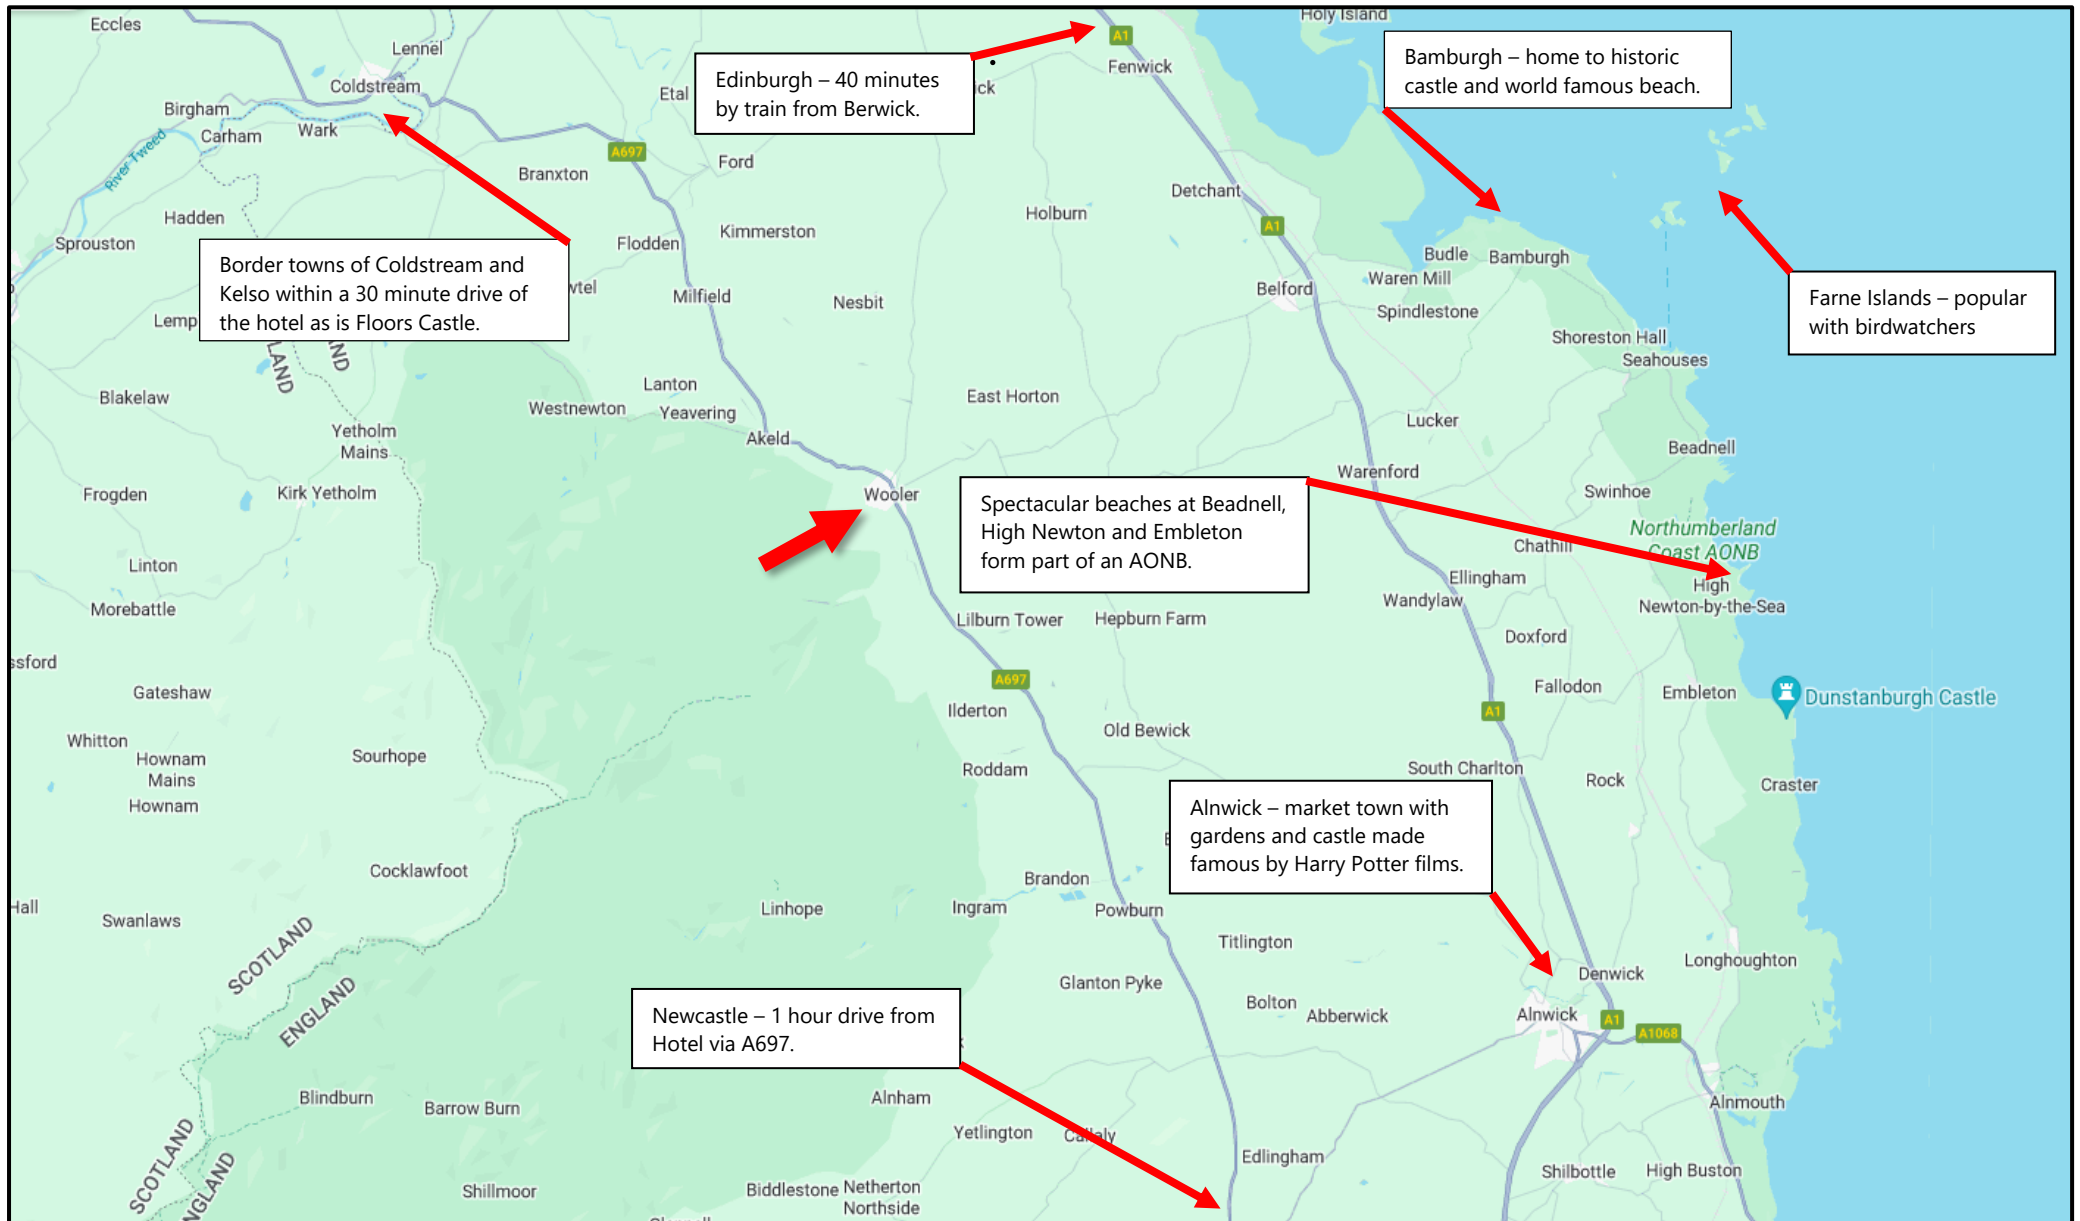 Eccles
Lennel
Coldstream
Birgham
Carham
Wark
River Tweed
Hadden
Sprouston
Branxton
Etal
Ford
A697
Edinburgh – 40 minutes
by train from Berwick.
A1
Fenwick
Holy Island
Bamburgh – home to historic
castle and world famous beach.
Detchant
Holburn
Kimmerston
Flodden
A1
Budle
Bamburgh
Waren Mill
Belford
Spindlestone
Farne Islands – popular
with birdwatchers
Border towns of Coldstream and
Kelso within a 30 minute drive of
the hotel as is Floors Castle.
Milfield
Nesbit
Shoreston Hall
Seahouses
Lanton
Westnewton
Yeavering
East Horton
Akeld
Lucker
Blakelaw
Yetholm
Mains
Beadnell
Warenford
Frogden
Kirk Yetholm
Wooler
Swinhoe
Spectacular beaches at Beadnell,
High Newton and Embleton
form part of an AONB.
Northumberland
Coast AONB
Chathill
Linton
Morebattle
Ellingham
Wandylaw
High
Newton-by-the-Sea
Lilburn Tower
Hepburn Farm
Doxford
Gateshaw
A697
Fallodon
Embleton
Dunstanburgh Castle
Ilderton
Old Bewick
A1
Whitton
Hownam
Mains
Hownam
Sourhope
Roddam
South Charlton
Rock
Craster
Alnwick – market town with
gardens and castle made
famous by Harry Potter films.
Cocklawfoot
Brandon
Linhope
Ingram
Powburn
Hall
Swanlaws
SCOTLAND
ENGLAND
Titlington
Glanton Pyke
Longhoughton
Denwick
Bolton
Abberwick
Alnwick
A1
A1068
Newcastle – 1 hour drive from
Hotel via A697.
Blindburn
Barrow Burn
Alnham
Alnmouth
Yetlington
Callaly
Edlingham
Shilbottle
High Buston
SCOTLAND
Shillmoor
Biddlestone
Netherton
Northside